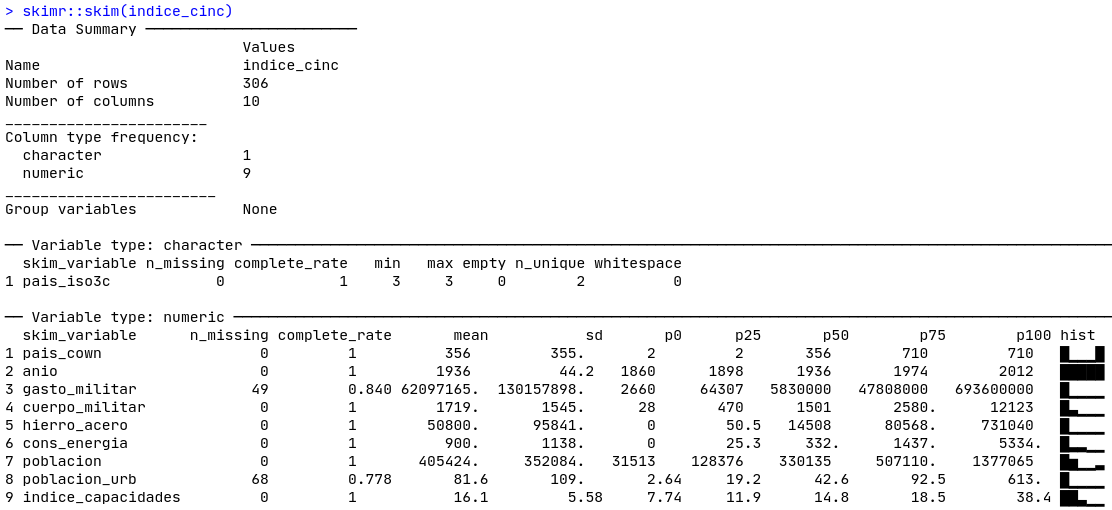 > skimr::skim(indice_cinc)
── Data Summary ────────────────────────
                           Values
Name                       indice_cinc
Number of rows             306
Number of columns          10
_______________________
Column type frequency:
  character                1
  numeric                  9
________________________
Group variables            None

── Variable type: character ──────────────────────────────
  skim_variable n_missing complete_rate   min   max empty n_unique whitespace
1 pais_iso3c            0             1     3     3     0        2          0

── Variable type: numeric ──────────────────────────────
  skim_variable      n_missing complete_rate       mean           sd       p0      p25      p50       p75      p100 hist
1 pais_cown                  0         1          356          355.      2        2       356       710       710   █▁▁▁█
2 anio                       0         1         1936           44.2  1860     1898      1936      1974      2012   █████
3 gasto_militar             49         0.840 62097165.  130157898.    2660    64307   5830000  47808000 693600000   █▁▁▁▁
4 cuerpo_militar             0         1         1719.        1545.     28      470      1501      2580.    12123   █▂▁▁▁
5 hierro_acero               0         1        50800.       95841.      0       50.5   14508     80568.   731040   █▁▁▁▁
6 cons_energia               0         1          900.        1138.      0       25.3     332.     1437.     5334.  █▂▂▁▁
7 poblacion                  0         1       405424.      352084.  31513   128376    330135    507110.  1377065   █▆▁▁▂
8 poblacion_urb             68         0.778       81.6        109.      2.64    19.2      42.6      92.5     613.  █▁▁▁▁
9 indice_capacidades         0         1           16.1          5.58    7.74    11.9      14.8      18.5      38.4 ██▂▁▁